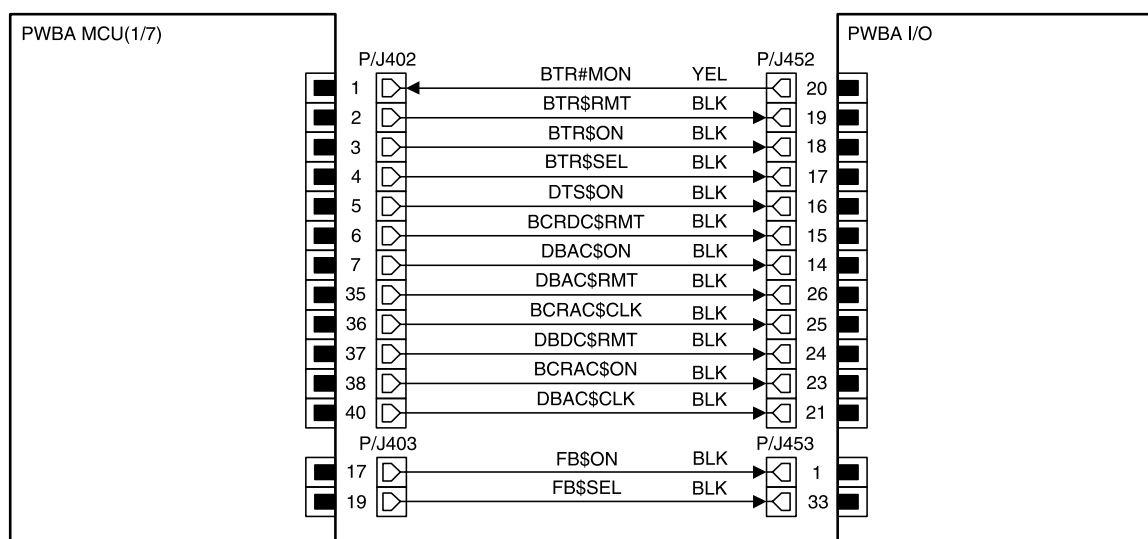 PWBA MCU(1/7) PWBA I/O
P/J402 P/J452
1 BTR#MON YEL 20
2 BTR$RMT BLK 19
3 BTR$ON BLK 18
4 BTR$SEL BLK 17
5 DTS$ON BLK 16
6 BCRDC$RMT BLK 15
7 DBAC$ON BLK 14
35 DBAC$RMT BLK 26
36 BCRAC$CLK BLK 25
37 DBDC$RMT BLK 24
38 BCRAC$ON BLK 23
40 DBAC$CLK BLK 21
P/J403 P/J453
17 FB$ON BLK 1
19 FB$SEL BLK 33